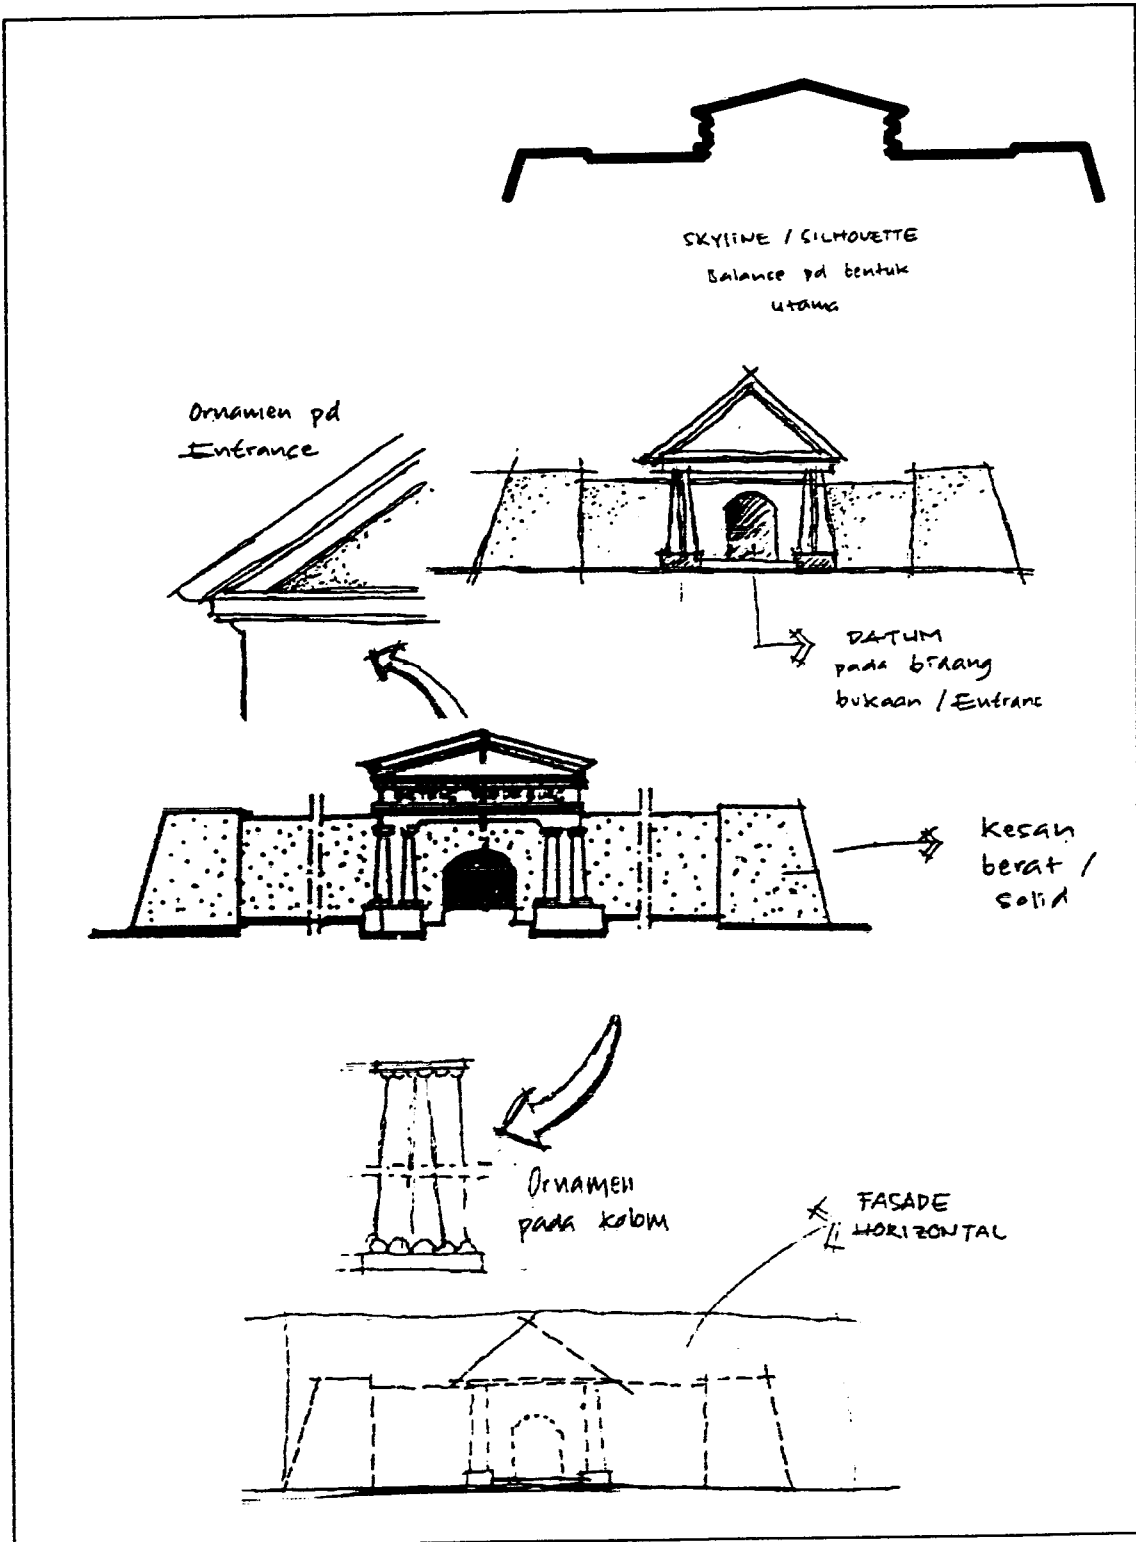 SKYLINE / SILHOUETTE
Balance pd bentuk
utama
Ornamen pd
Entrance
DATUM
pada bidang
bukaan / Entranc
Kesan
berat /
solid
Ornamen
pada kolom
FASADE
HORIZONTAL